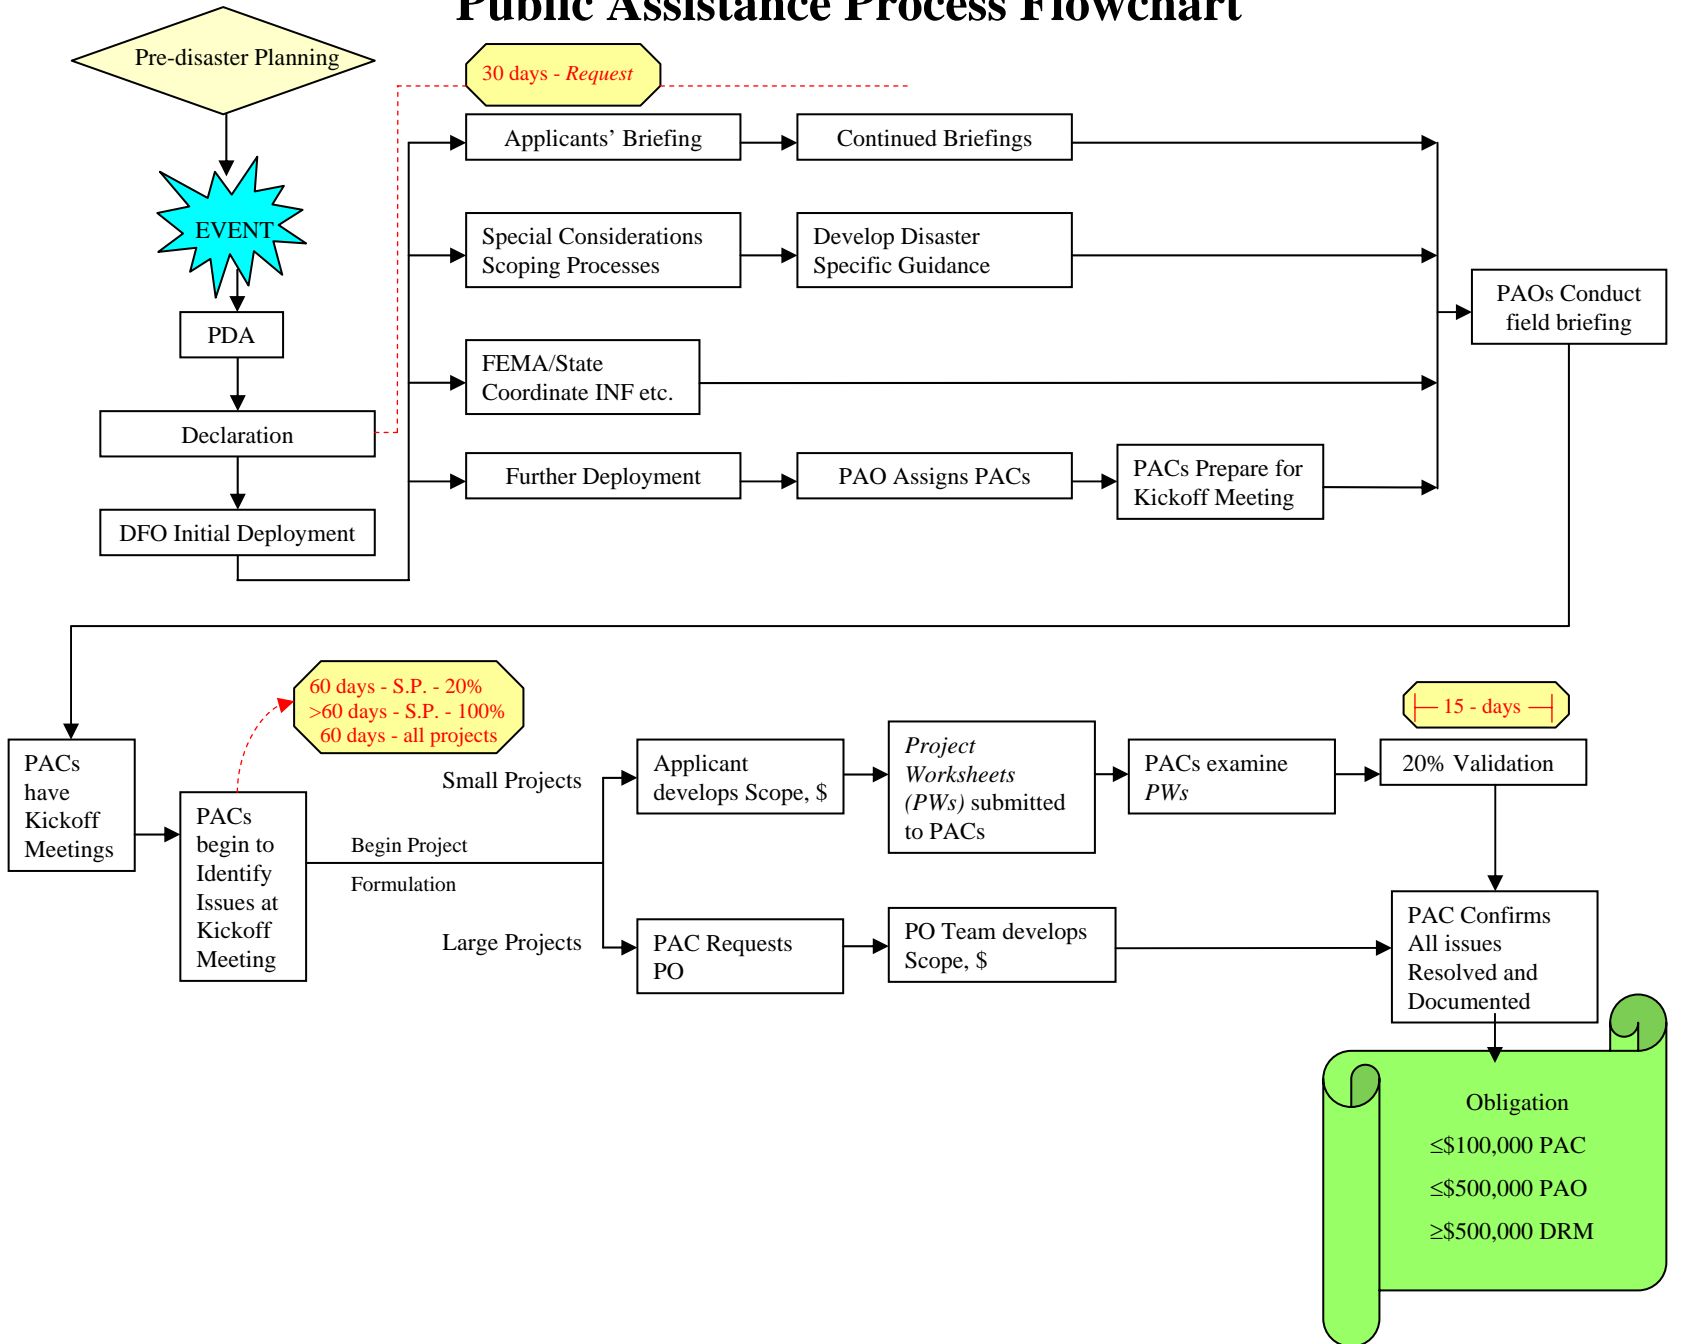 Public Assistance Process Flowchart
Pre-disaster Planning
30 days - Request
Applicants’ Briefing
Continued Briefings
EVENT
Special Considerations
Scoping Processes
Develop Disaster
Specific Guidance
PAOs Conduct
field briefing
PDA
FEMA/State
Coordinate INF etc.
Declaration
Further Deployment
PAO Assigns PACs
PACs Prepare for
Kickoff Meeting
DFO Initial Deployment
60 days - S.P. - 20%
>60 days - S.P. - 100%
60 days - all projects
15 - days
PACs
have
Kickoff
Meetings
PACs
begin to
Identify
Issues at
Kickoff
Meeting
Begin Project
Formulation
Small Projects
Applicant
develops Scope, $
Project
Worksheets
(PWs) submitted
to PACs
PACs examine
PWs
20% Validation
Large Projects
PAC Requests
PO
PO Team develops
Scope, $
PAC Confirms
All issues
Resolved and
Documented
Obligation
≤$100,000 PAC
≤$500,000 PAO
≥$500,000 DRM